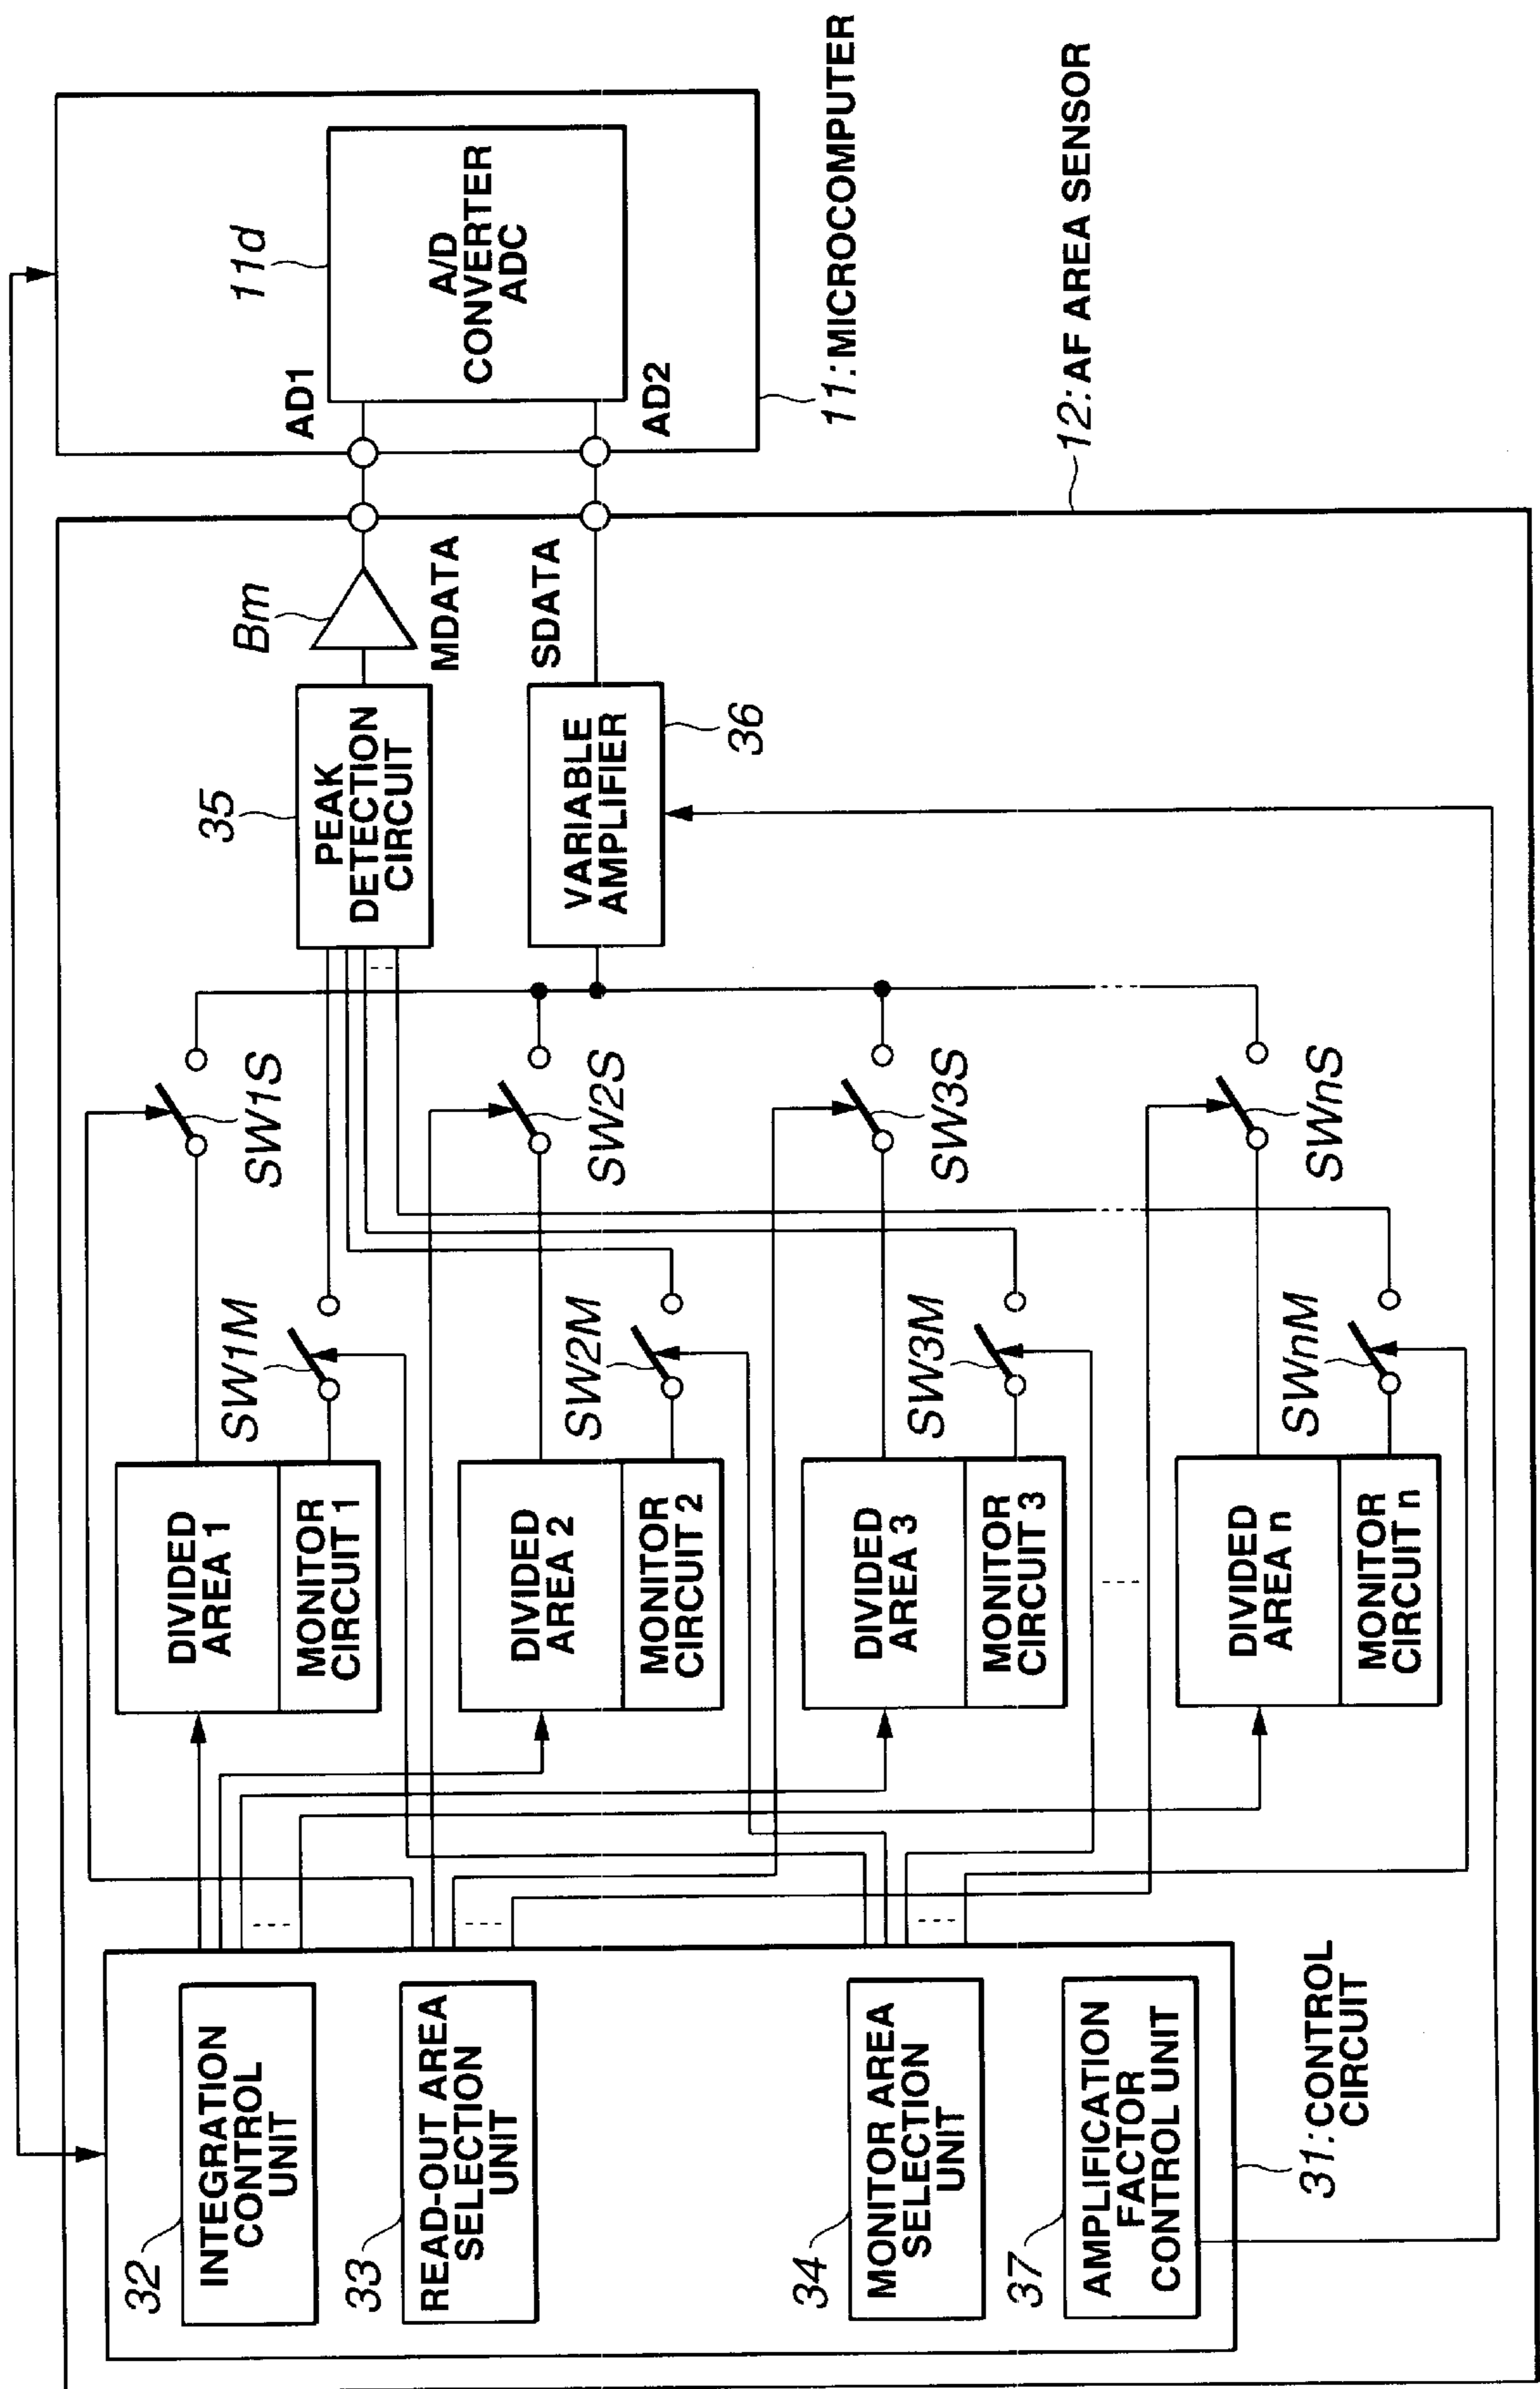 32
INTEGRATION
CONTROL
UNIT
33
READ-OUT AREA
SELECTION
UNIT
34
MONITOR AREA
SELECTION
UNIT
37
AMPLIFICATION
FACTOR
CONTROL UNIT
31: CONTROL
CIRCUIT
DIVIDED
AREA 1
MONITOR
CIRCUIT 1
DIVIDED
AREA 2
MONITOR
CIRCUIT 2
DIVIDED
AREA 3
MONITOR
CIRCUIT 3
DIVIDED
AREA n
MONITOR
CIRCUIT n
SW1M
SW2M
SW3M
SWnM
SW1S
SW2S
SW3S
SWnS
35
PEAK
DETECTION
CIRCUIT
VARIABLE
AMPLIFIER
36
Bm
MDATA
SDATA
12: AF AREA SENSOR
AD1
AD2
11d
A/D
CONVERTER
ADC
11: MICROCOMPUTER